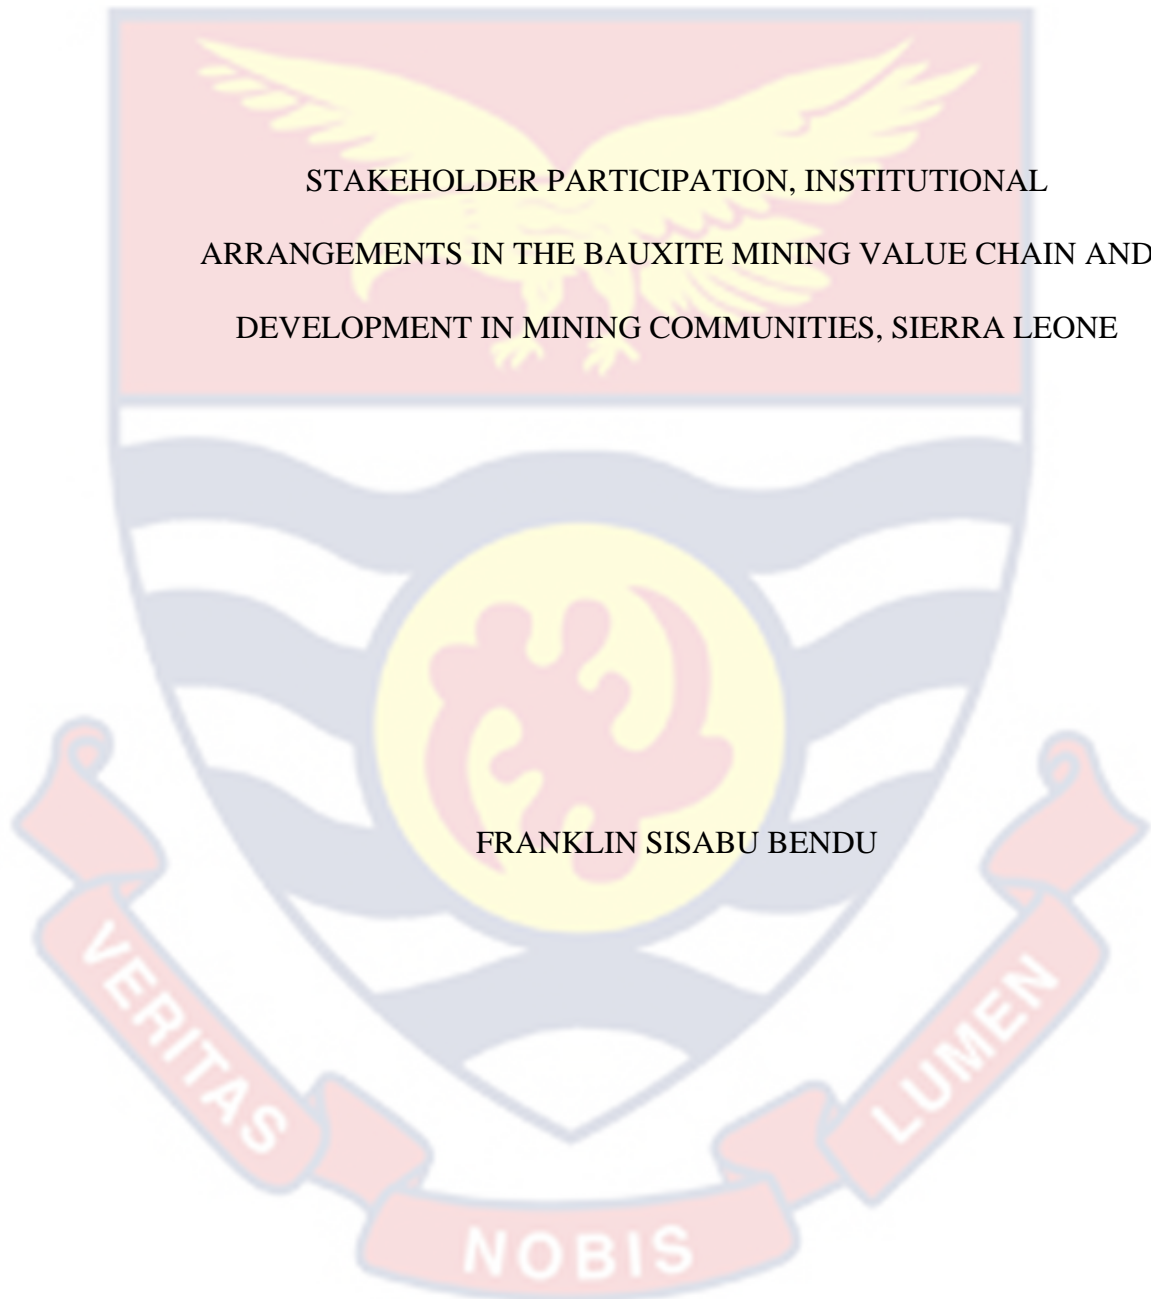 STAKEHOLDER PARTICIPATION, INSTITUTIONAL
ARRANGEMENTS IN THE BAUXITE MINING VALUE CHAIN AND
DEVELOPMENT IN MINING COMMUNITIES, SIERRA LEONE
FRANKLIN SISABU BENDU
VERITAS
NOBIS
LUMEN